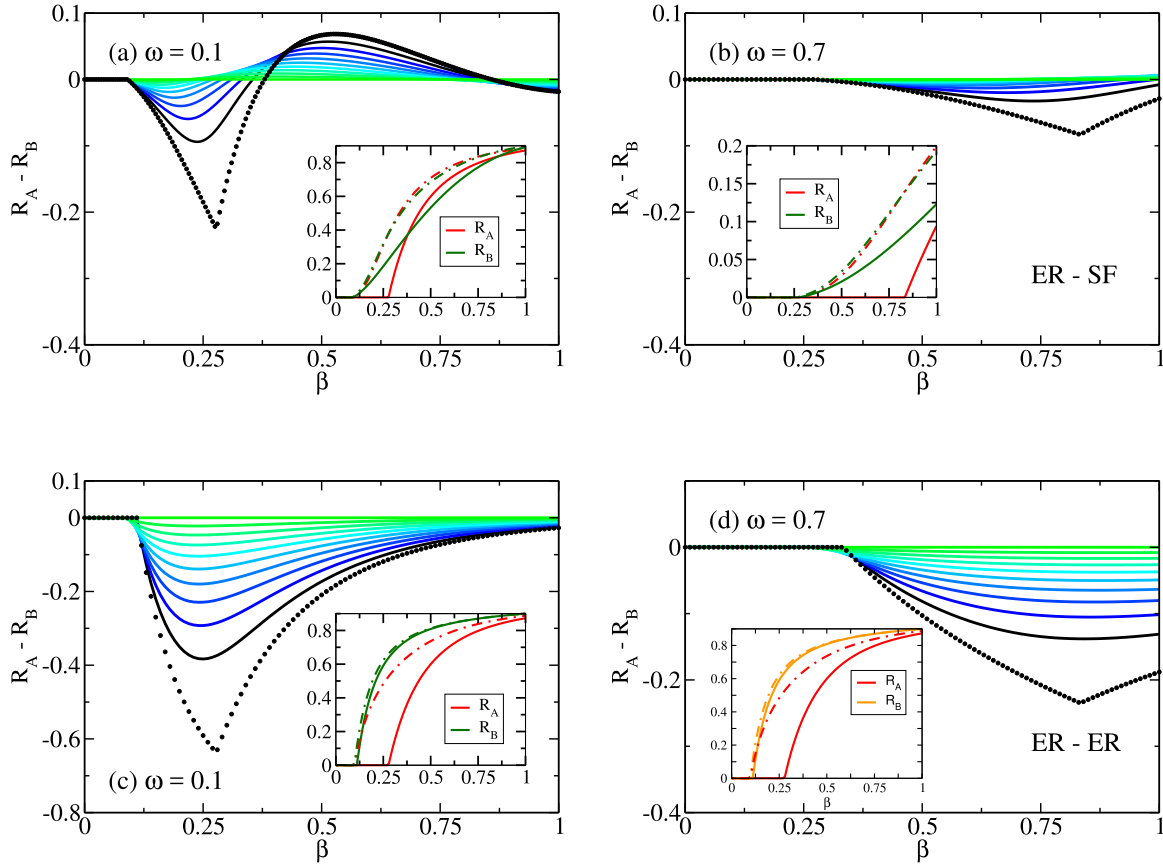 0.1
0
-0.2
-0.4
R_A - R_B
(a) ω = 0.1
0.8
0.6
0.4
0.2
0
0 0.25 0.5 0.75 1
R_A
R_B
0 0.25 0.5 0.75 1
β
0.1
0
-0.2
-0.4
R_A - R_B
(b) ω = 0.7
0.2
0.15
0.1
0.05
0
0 0.25 0.5 0.75 1
R_A
R_B
ER - SF
0 0.25 0.5 0.75 1
β
0.1
0
-0.2
-0.4
-0.6
-0.8
R_A - R_B
(c) ω = 0.1
0.8
0.6
0.4
0.2
0
0 0.25 0.5 0.75 1
R_A
R_B
0 0.25 0.5 0.75 1
β
0.1
0
-0.2
-0.4
R_A - R_B
(d) ω = 0.7
0.8
0.6
0.4
0.2
0
0 0.25 0.5 0.75 1
β
R_A
R_B
ER - ER
0 0.25 0.5 0.75 1
β